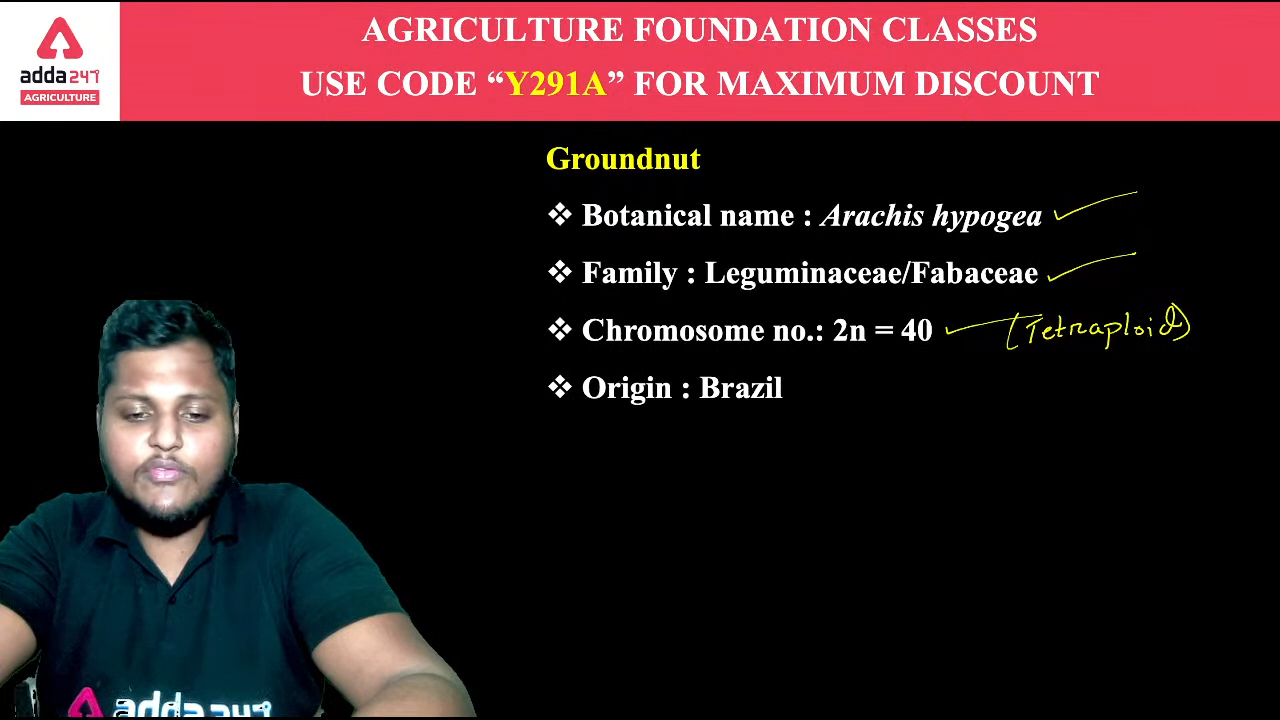 AGRICULTURE FOUNDATION CLASSES
USE CODE “Y291A” FOR MAXIMUM DISCOUNT
adda247
AGRICULTURE
Groundnut
❖ Botanical name : Arachis hypogea
❖ Family : Leguminaceae/Fabaceae
❖ Chromosome no.: 2n = 40 (Tetraploid)
❖ Origin : Brazil
adda247